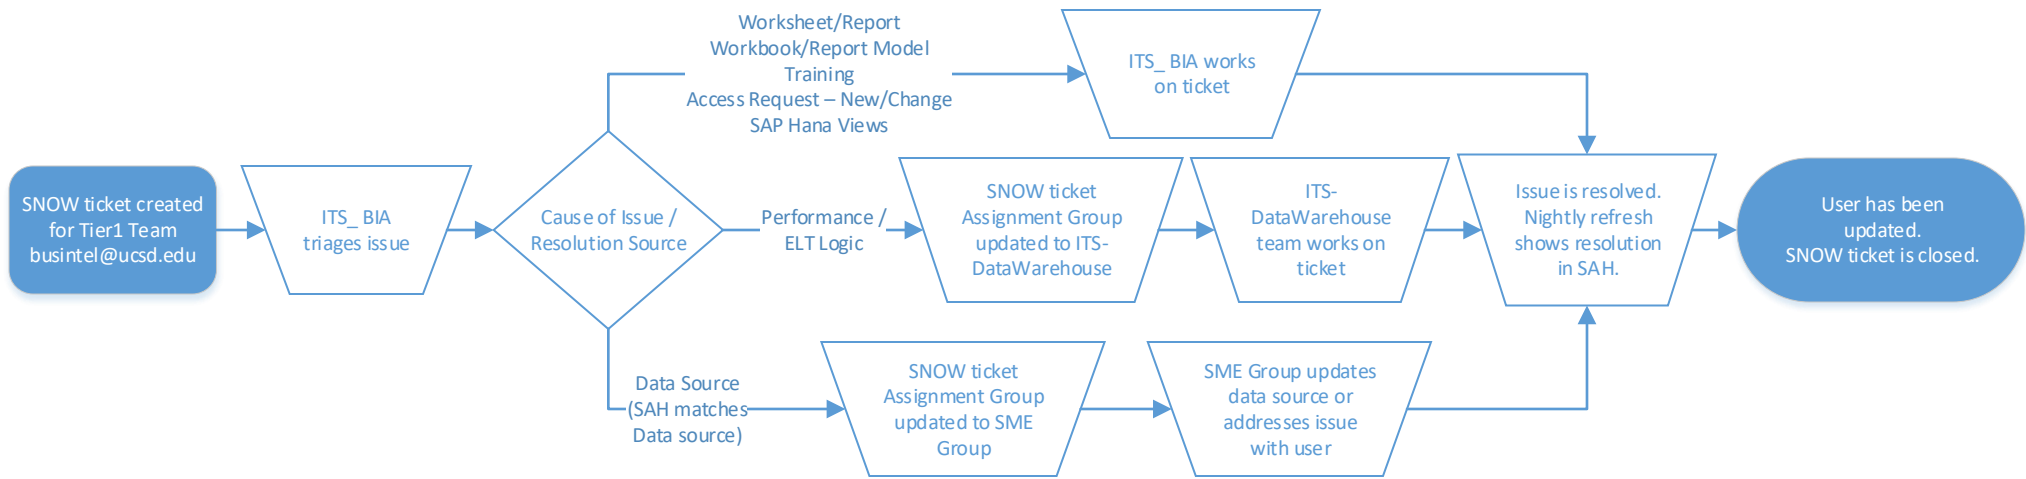 SNOW ticket created
for Tier1 Team
busintel@ucsd.edu
ITS_ BIA
triages issue
Cause of Issue /
Resolution Source
Worksheet/Report
Workbook/Report Model
Training
Access Request – New/Change
SAP Hana Views
ITS_ BIA works
on ticket
Performance /
ELT Logic
SNOW ticket
Assignment Group
updated to ITS-
DataWarehouse
ITS-
DataWarehouse
team works on
ticket
Data Source
(SAH matches
Data source)
SNOW ticket
Assignment Group
updated to SME
Group
SME Group updates
data source or
addresses issue
with user
Issue is resolved.
Nightly refresh
shows resolution
in SAH.
User has been
updated.
SNOW ticket is closed.